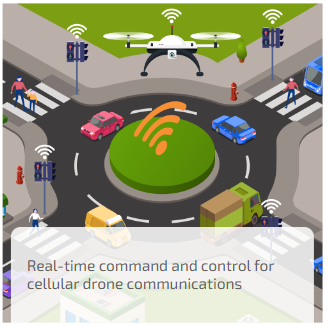 Real-time command and control for
cellular drone communications